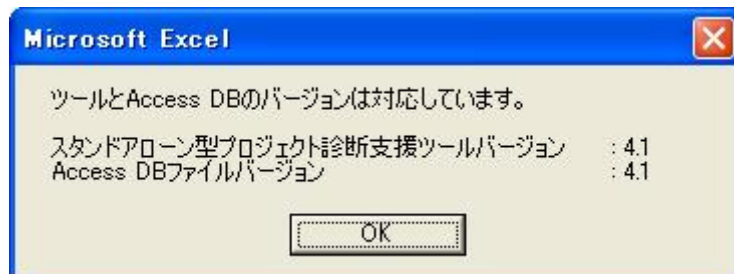 Microsoft Excel
ツールとAccess DBのバージョンは対応しています。
スタンドアローン型プロジェクト診断支援ツールバージョン : 4.1
Access DBファイルバージョン : 4.1
OK